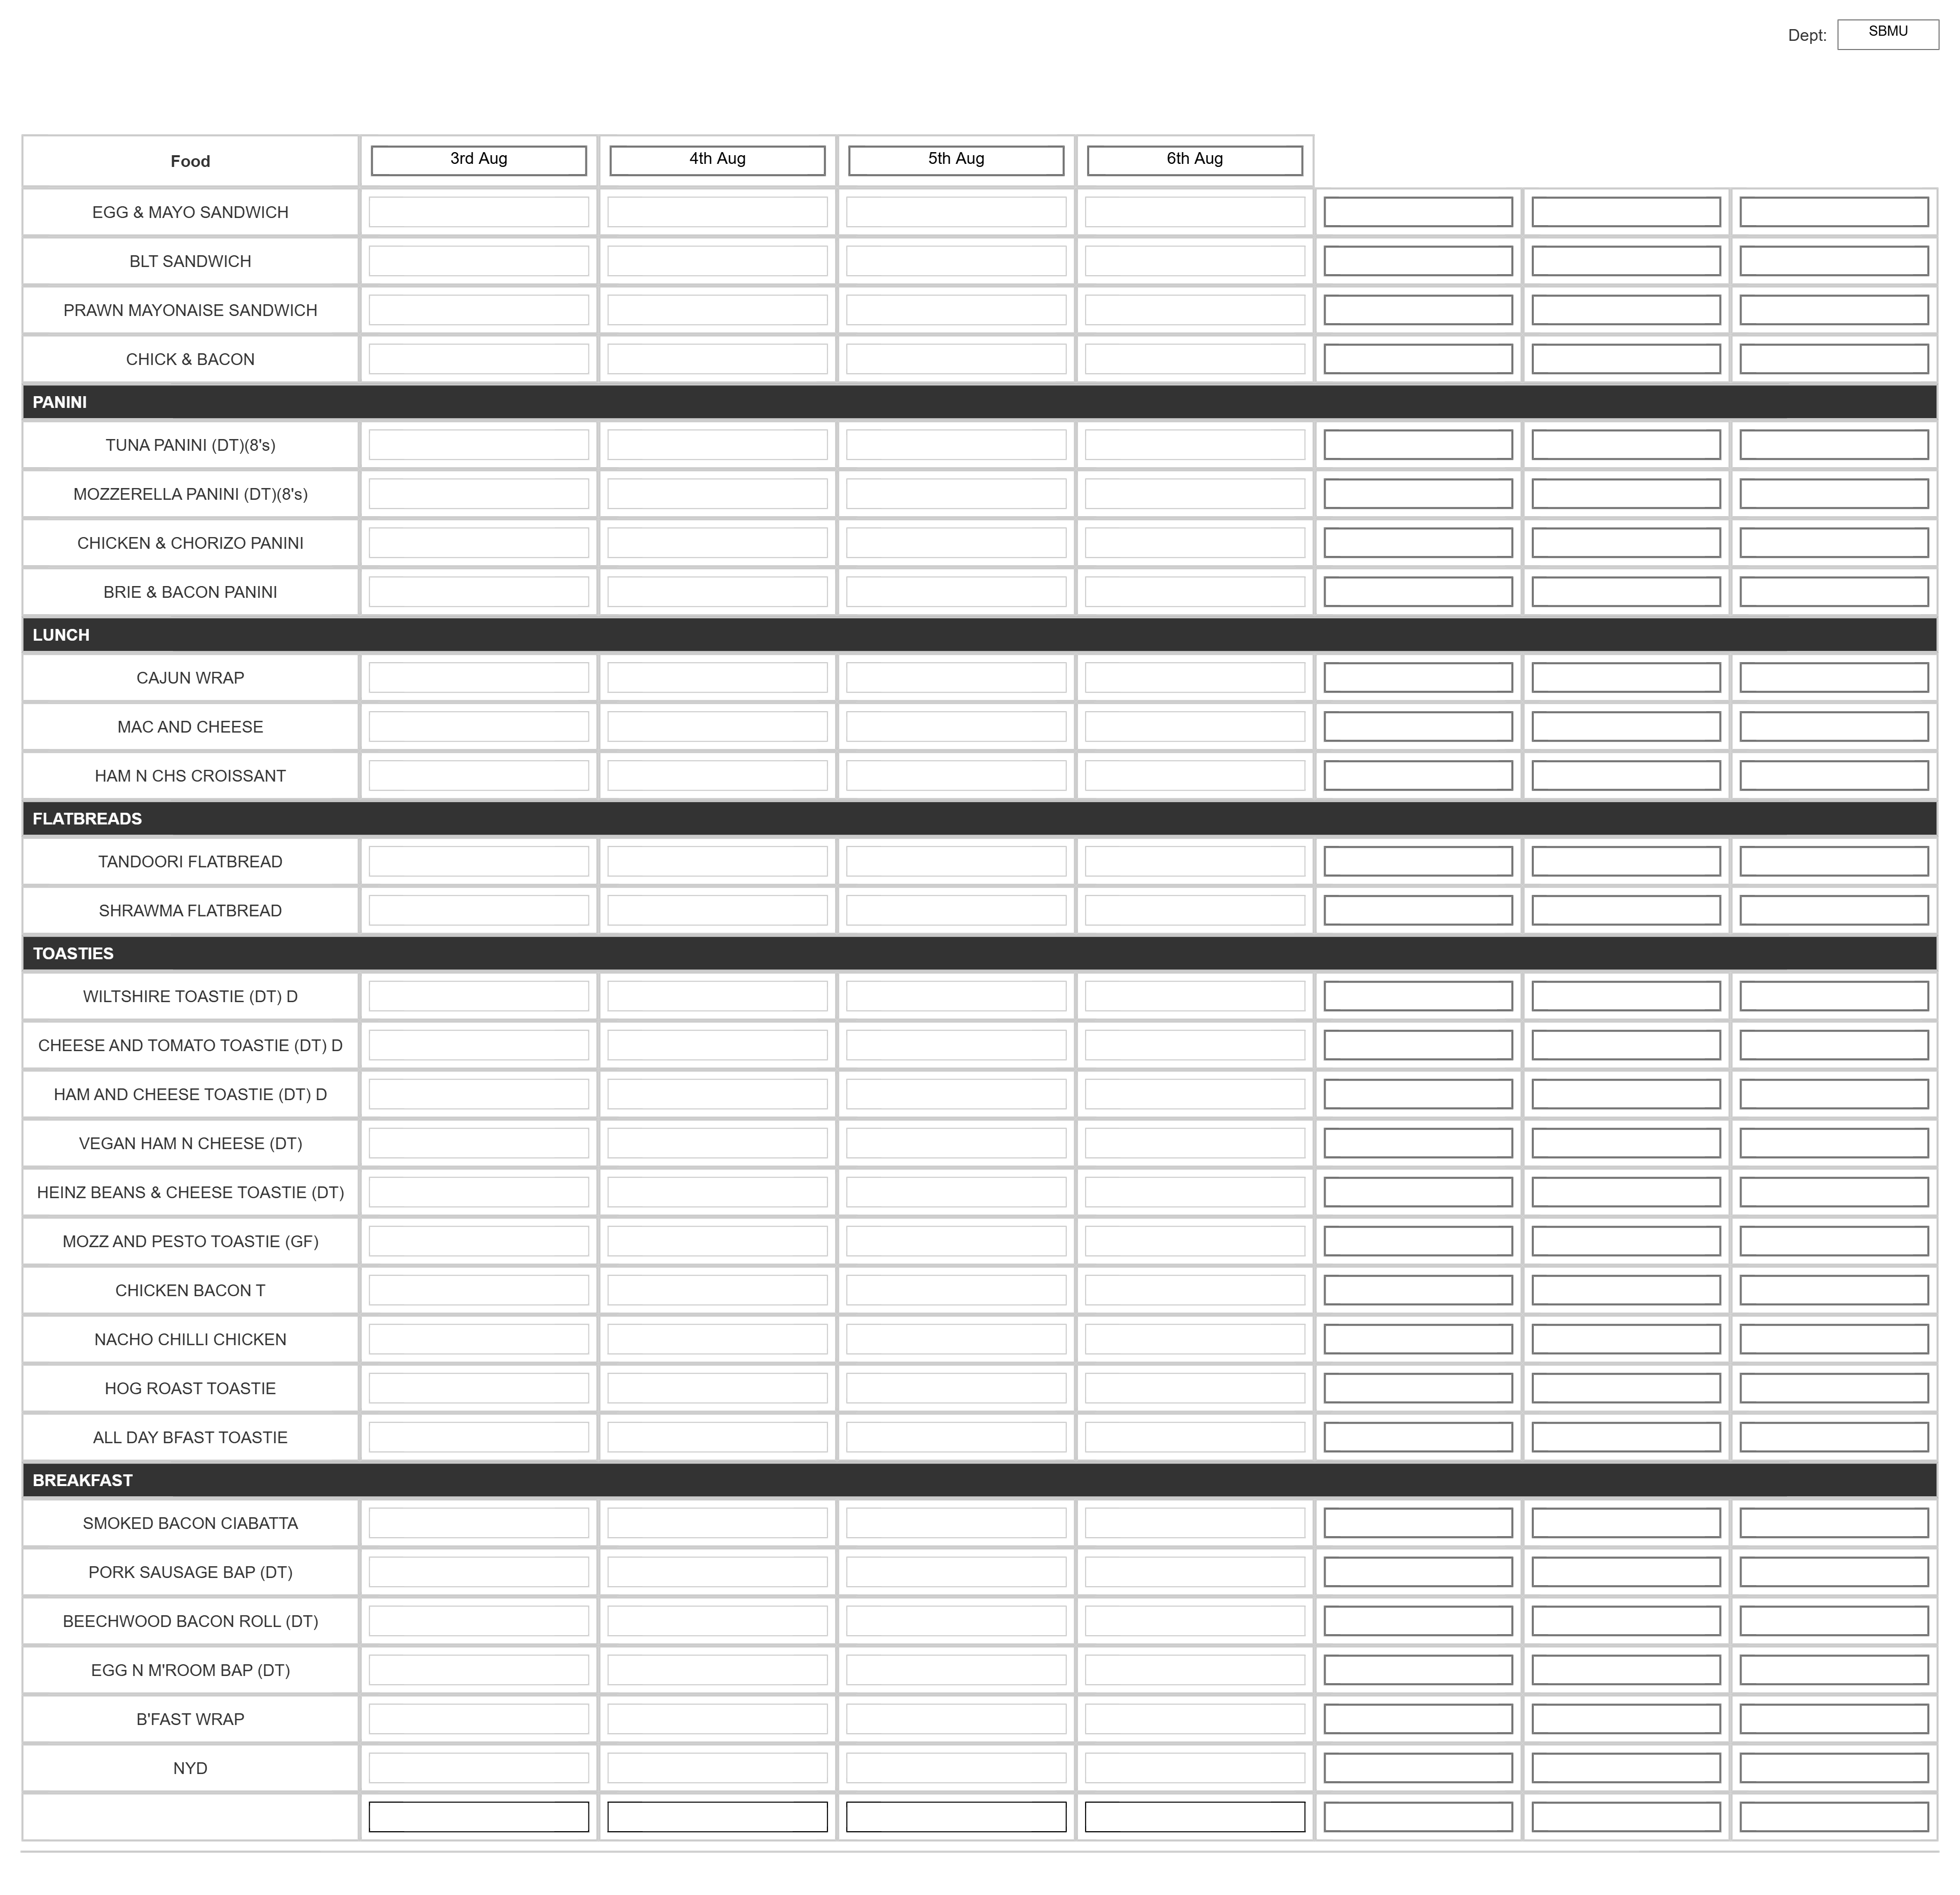 Dept: SBMU
Food 3rd Aug 4th Aug 5th Aug 6th Aug
EGG & MAYO SANDWICH
BLT SANDWICH
PRAWN MAYONAISE SANDWICH
CHICK & BACON
PANINI
TUNA PANINI (DT)(8's)
MOZZERELLA PANINI (DT)(8's)
CHICKEN & CHORIZO PANINI
BRIE & BACON PANINI
LUNCH
CAJUN WRAP
MAC AND CHEESE
HAM N CHS CROISSANT
FLATBREADS
TANDOORI FLATBREAD
SHRAWMA FLATBREAD
TOASTIES
WILTSHIRE TOASTIE (DT) D
CHEESE AND TOMATO TOASTIE (DT) D
HAM AND CHEESE TOASTIE (DT) D
VEGAN HAM N CHEESE (DT)
HEINZ BEANS & CHEESE TOASTIE (DT)
MOZZ AND PESTO TOASTIE (GF)
CHICKEN BACON T
NACHO CHILLI CHICKEN
HOG ROAST TOASTIE
ALL DAY BFAST TOASTIE
BREAKFAST
SMOKED BACON CIABATTA
PORK SAUSAGE BAP (DT)
BEECHWOOD BACON ROLL (DT)
EGG N M'ROOM BAP (DT)
B'FAST WRAP
NYD